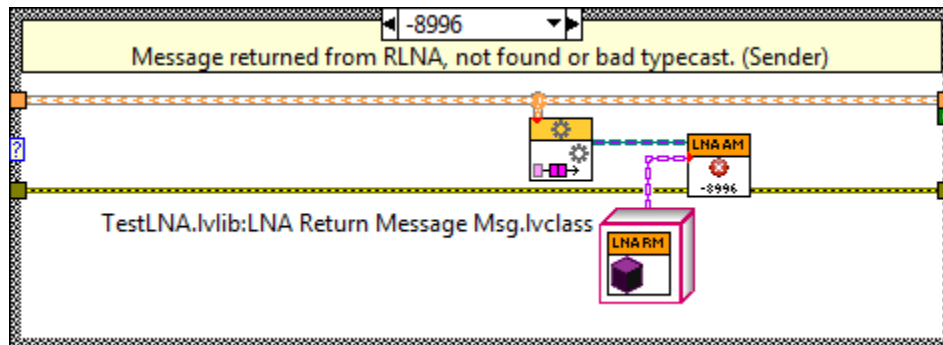 -8996
Message returned from RLNA, not found or bad typecast. (Sender)
?
LNA AM
-8996
TestLNA.lvlib:LNA Return Message Msg.lvclass
LNA RM